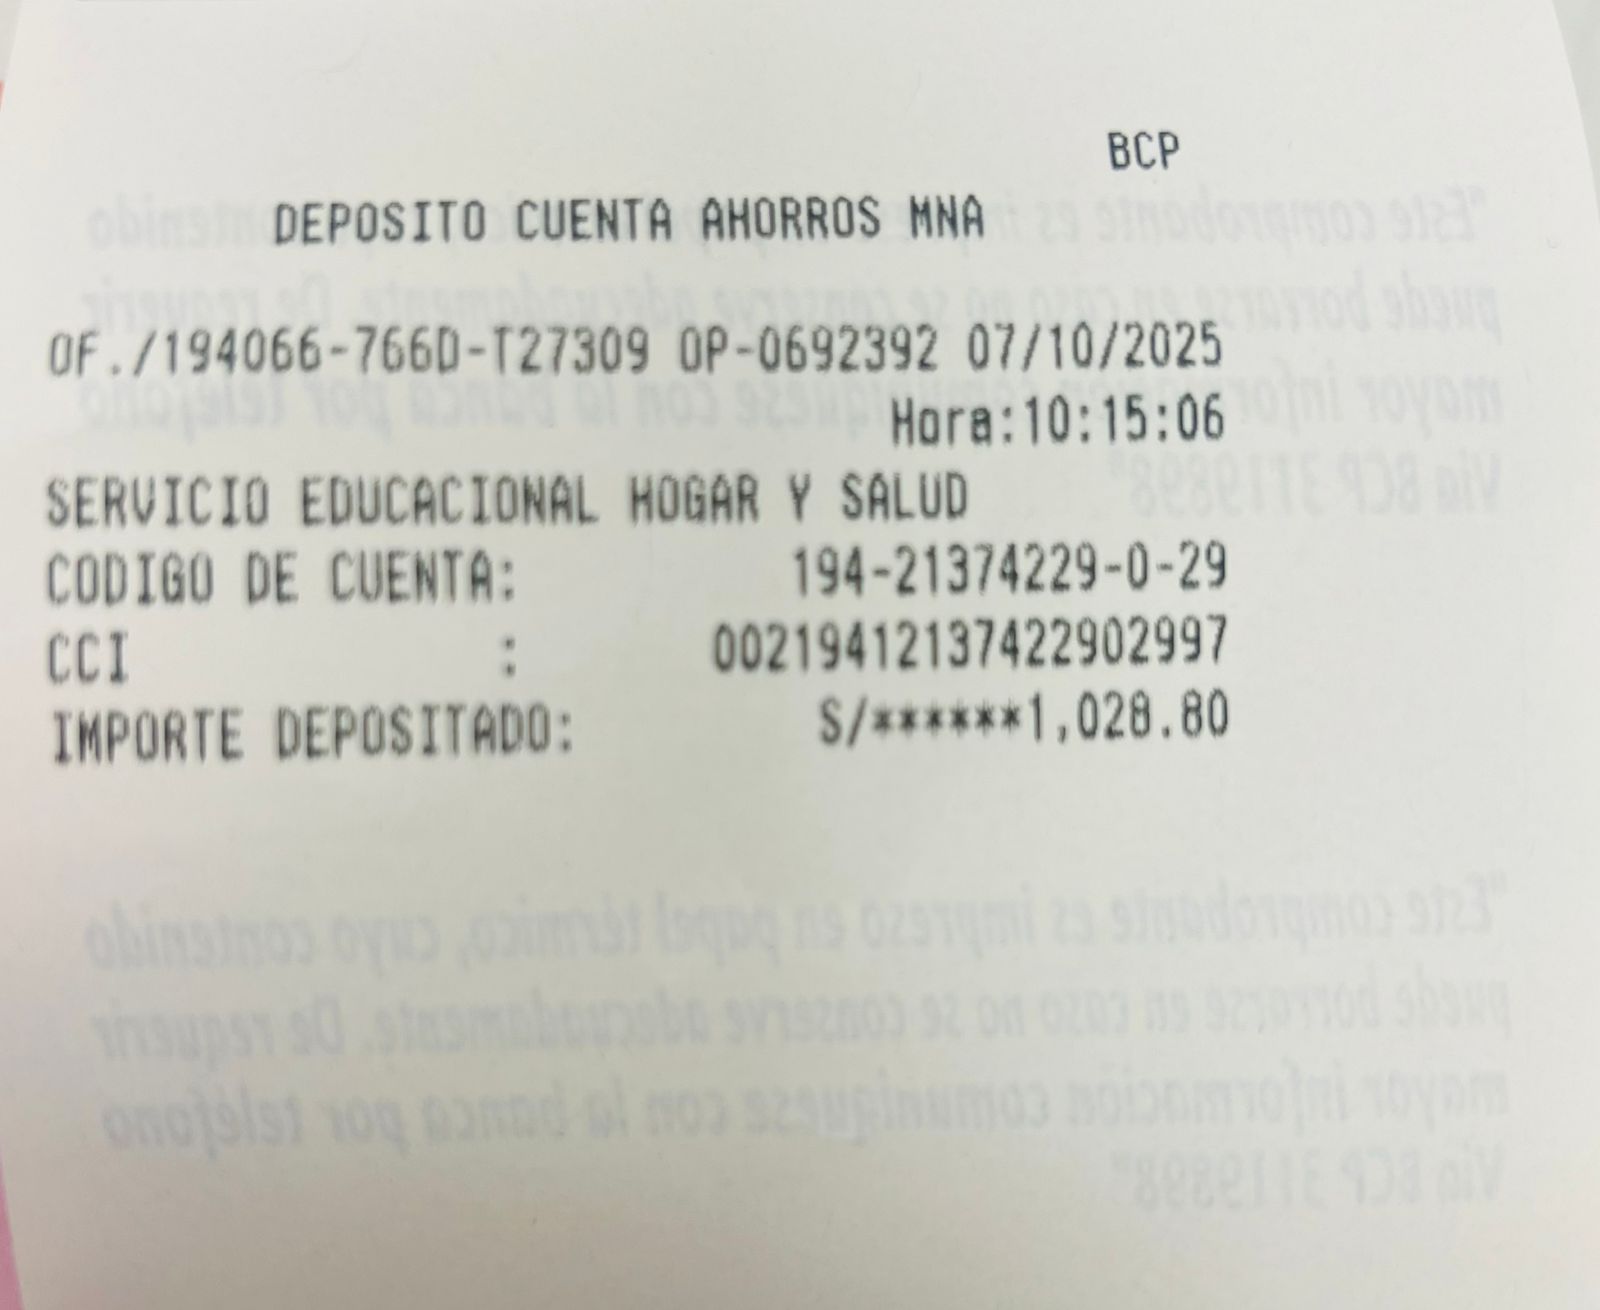 BCP
DEPOSITO CUENTA AHORROS MNA
OF./194066-766D-T27309 OP-0692392 07/10/2025
Hora:10:15:06
SERVICIO EDUCACIONAL HOGAR Y SALUD
CODIGO DE CUENTA: 194-21374229-0-29
CCI : 00219412137422902997
IMPORTE DEPOSITADO: S/******1,028.80
"Este comprobante es impreso en papel térmico, cuyo contenido
puede borrarse en caso no se conserve adecuadamente. De requerir
mayor información comuníquese con la banca por teléfono
Vía BCP 3119898"